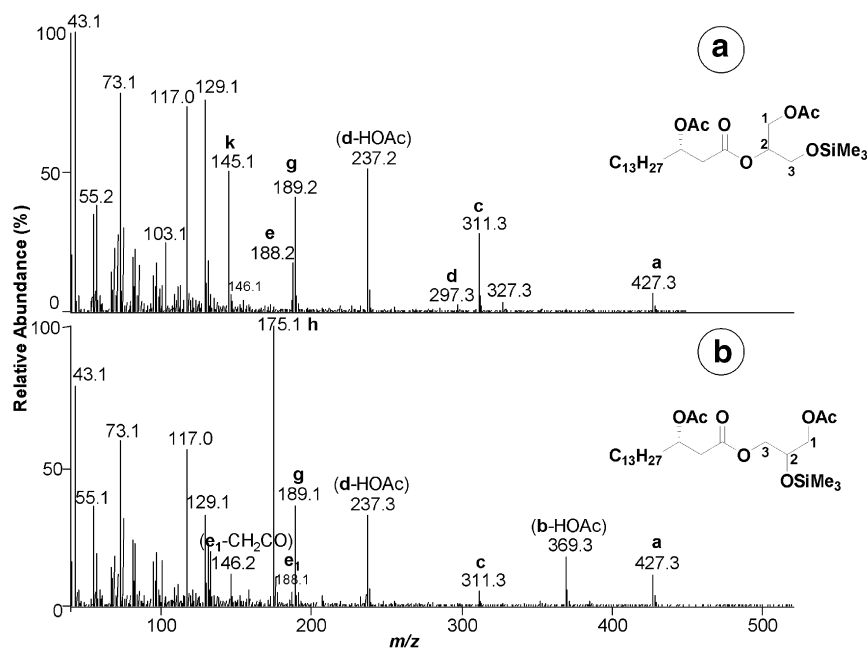 Relative Abundance (%)
100
50
0
43.1
55.2
73.1
103.1
117.0
129.1
k
145.1
146.1
e
188.2
g
189.2
(d-HOAc)
237.2
d
297.3
c
311.3
327.3
a
427.3
a
OAc
O
C13H27
O
1
OAc
2
OSiMe3
3
100
50
0
43.1
55.1
73.1
117.0
129.1
(e1-CH2CO)
146.2
175.1 h
e1
188.1
g
189.1
(d-HOAc)
237.3
c
311.3
(b-HOAc)
369.3
a
427.3
b
OAc
O
OAc
C13H27
O
3
2
1
OSiMe3
100
200
300
400
500
m/z